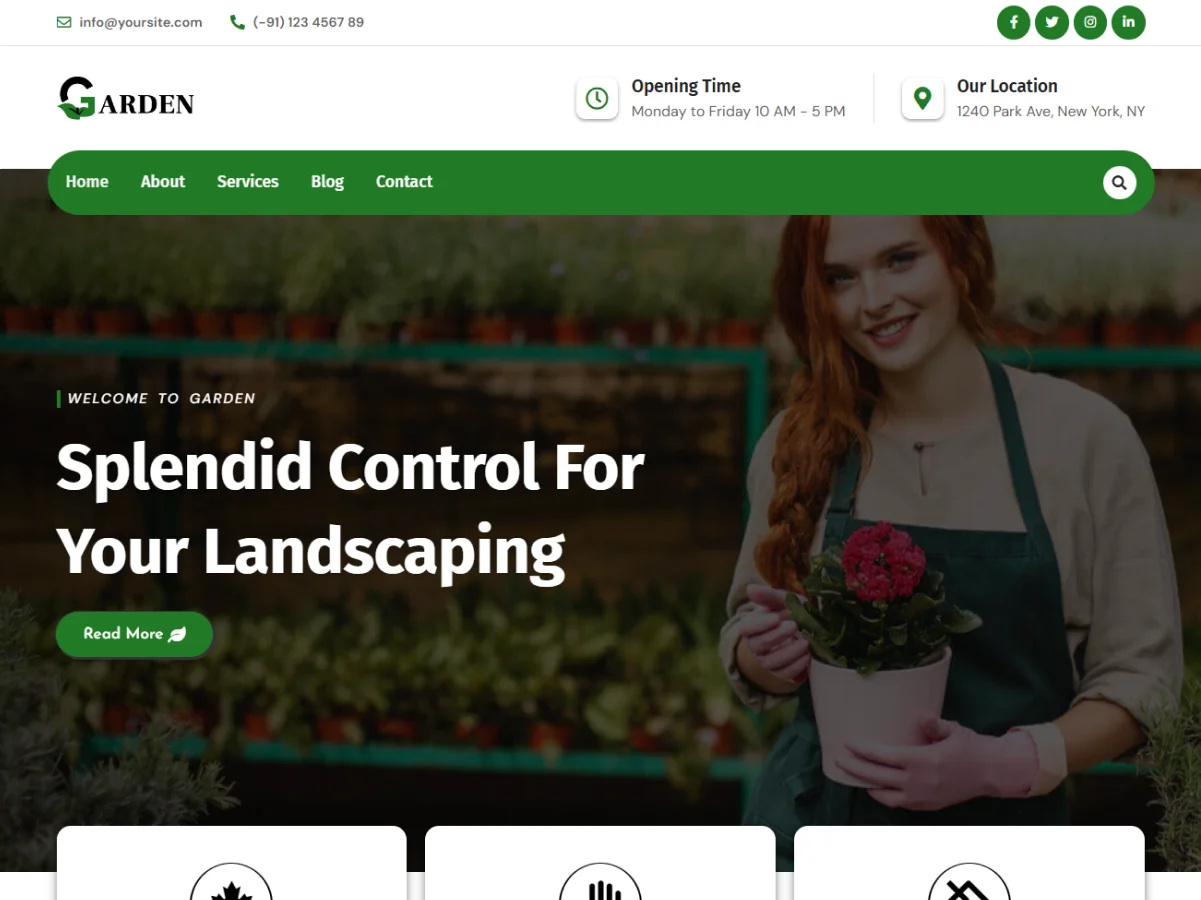 info@yoursite.com
(-91) 123 4567 89
GARDEN
Opening Time
Monday to Friday 10 AM - 5 PM
Our Location
1240 Park Ave, New York, NY
Home
About
Services
Blog
Contact
WELCOME TO GARDEN
Splendid Control For
Your Landscaping
Read More